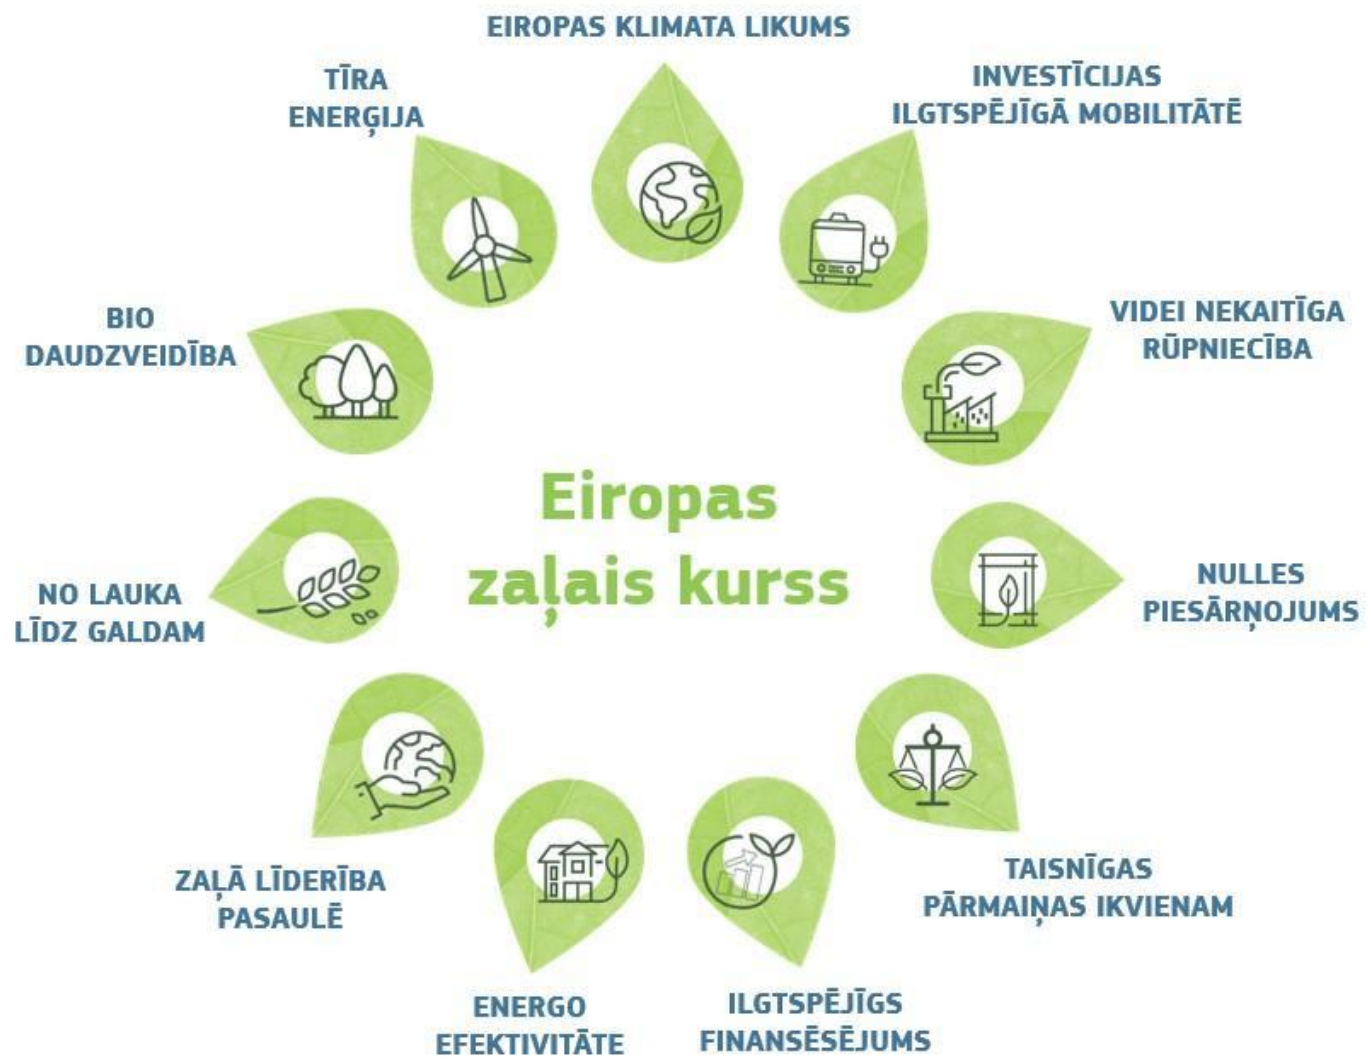 EIROPAS KLIMATA LIKUMS
TĪRA
ENERĢIJA
INVESTĪCIJAS
ILGTSPĒJĪGĀ MOBILITĀTĒ
BIO
DAUDZVEIDĪBA
VIDEI NEKAITĪGA
RŪPNIECĪBA
Eiropas
zaļais kurss
NO LAUKA
LĪDZ GALDAM
NULLES
PIESĀRŅOJUMS
ZAĻĀ LĪDERĪBA
PASAULĒ
TAISNĪGAS
PĀRMAIŅAS IKVIENAM
ENERGO
EFEKTIVITĀTE
ILGTSPĒJĪGS
FINANSĒSĒJUMS